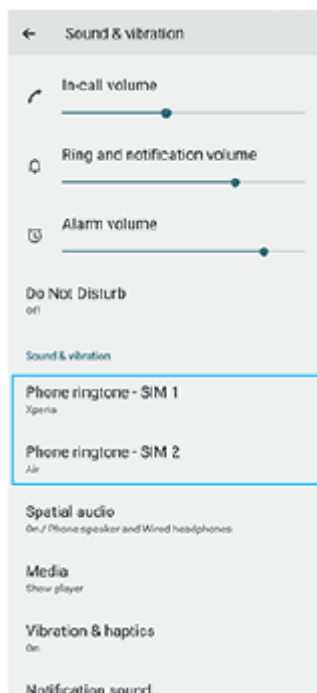 Sound & vibration
In-call volume
Ring and notification volume
Alarm volume
Do Not Disturb
Off
Sound & vibration
Phone ringtone - SIM 1
Xperia
Phone ringtone - SIM 2
Air
Spatial audio
On / Phone speaker and Wired headphones
Media
Show player
Vibration & haptics
On
Notification sound